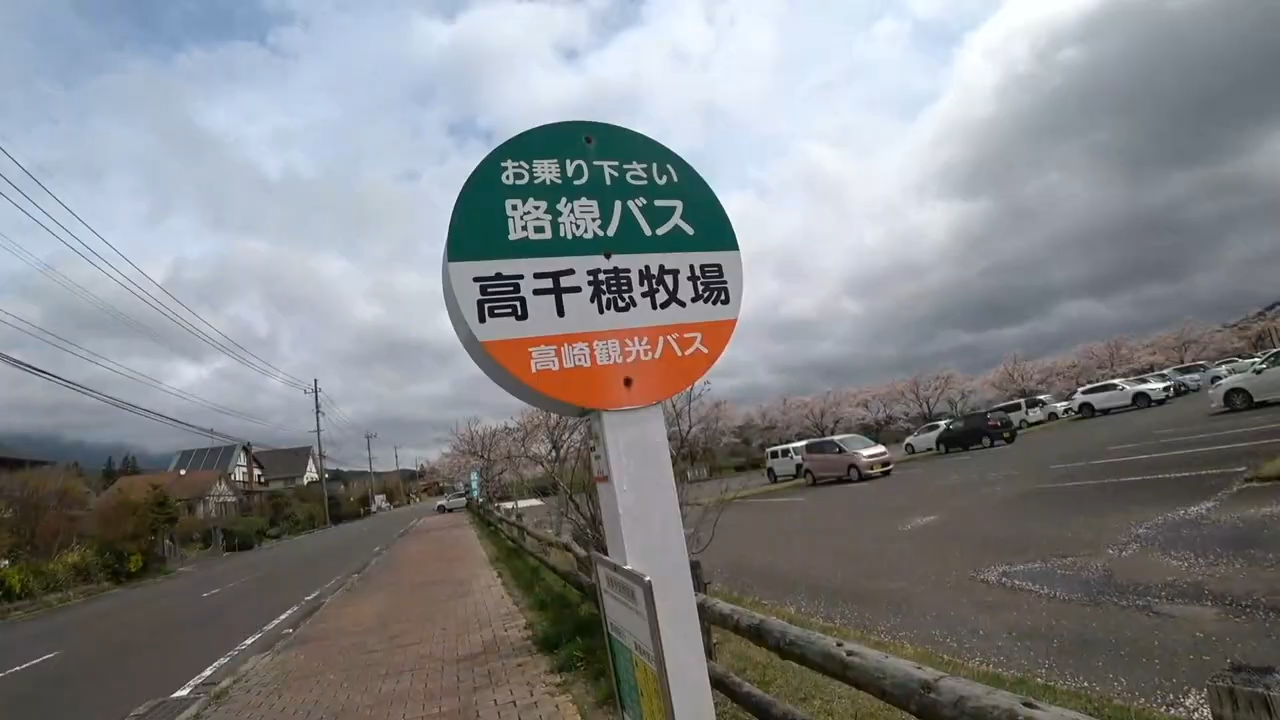 お乗り下さい
路線バス
高千穂牧場
高崎観光バス